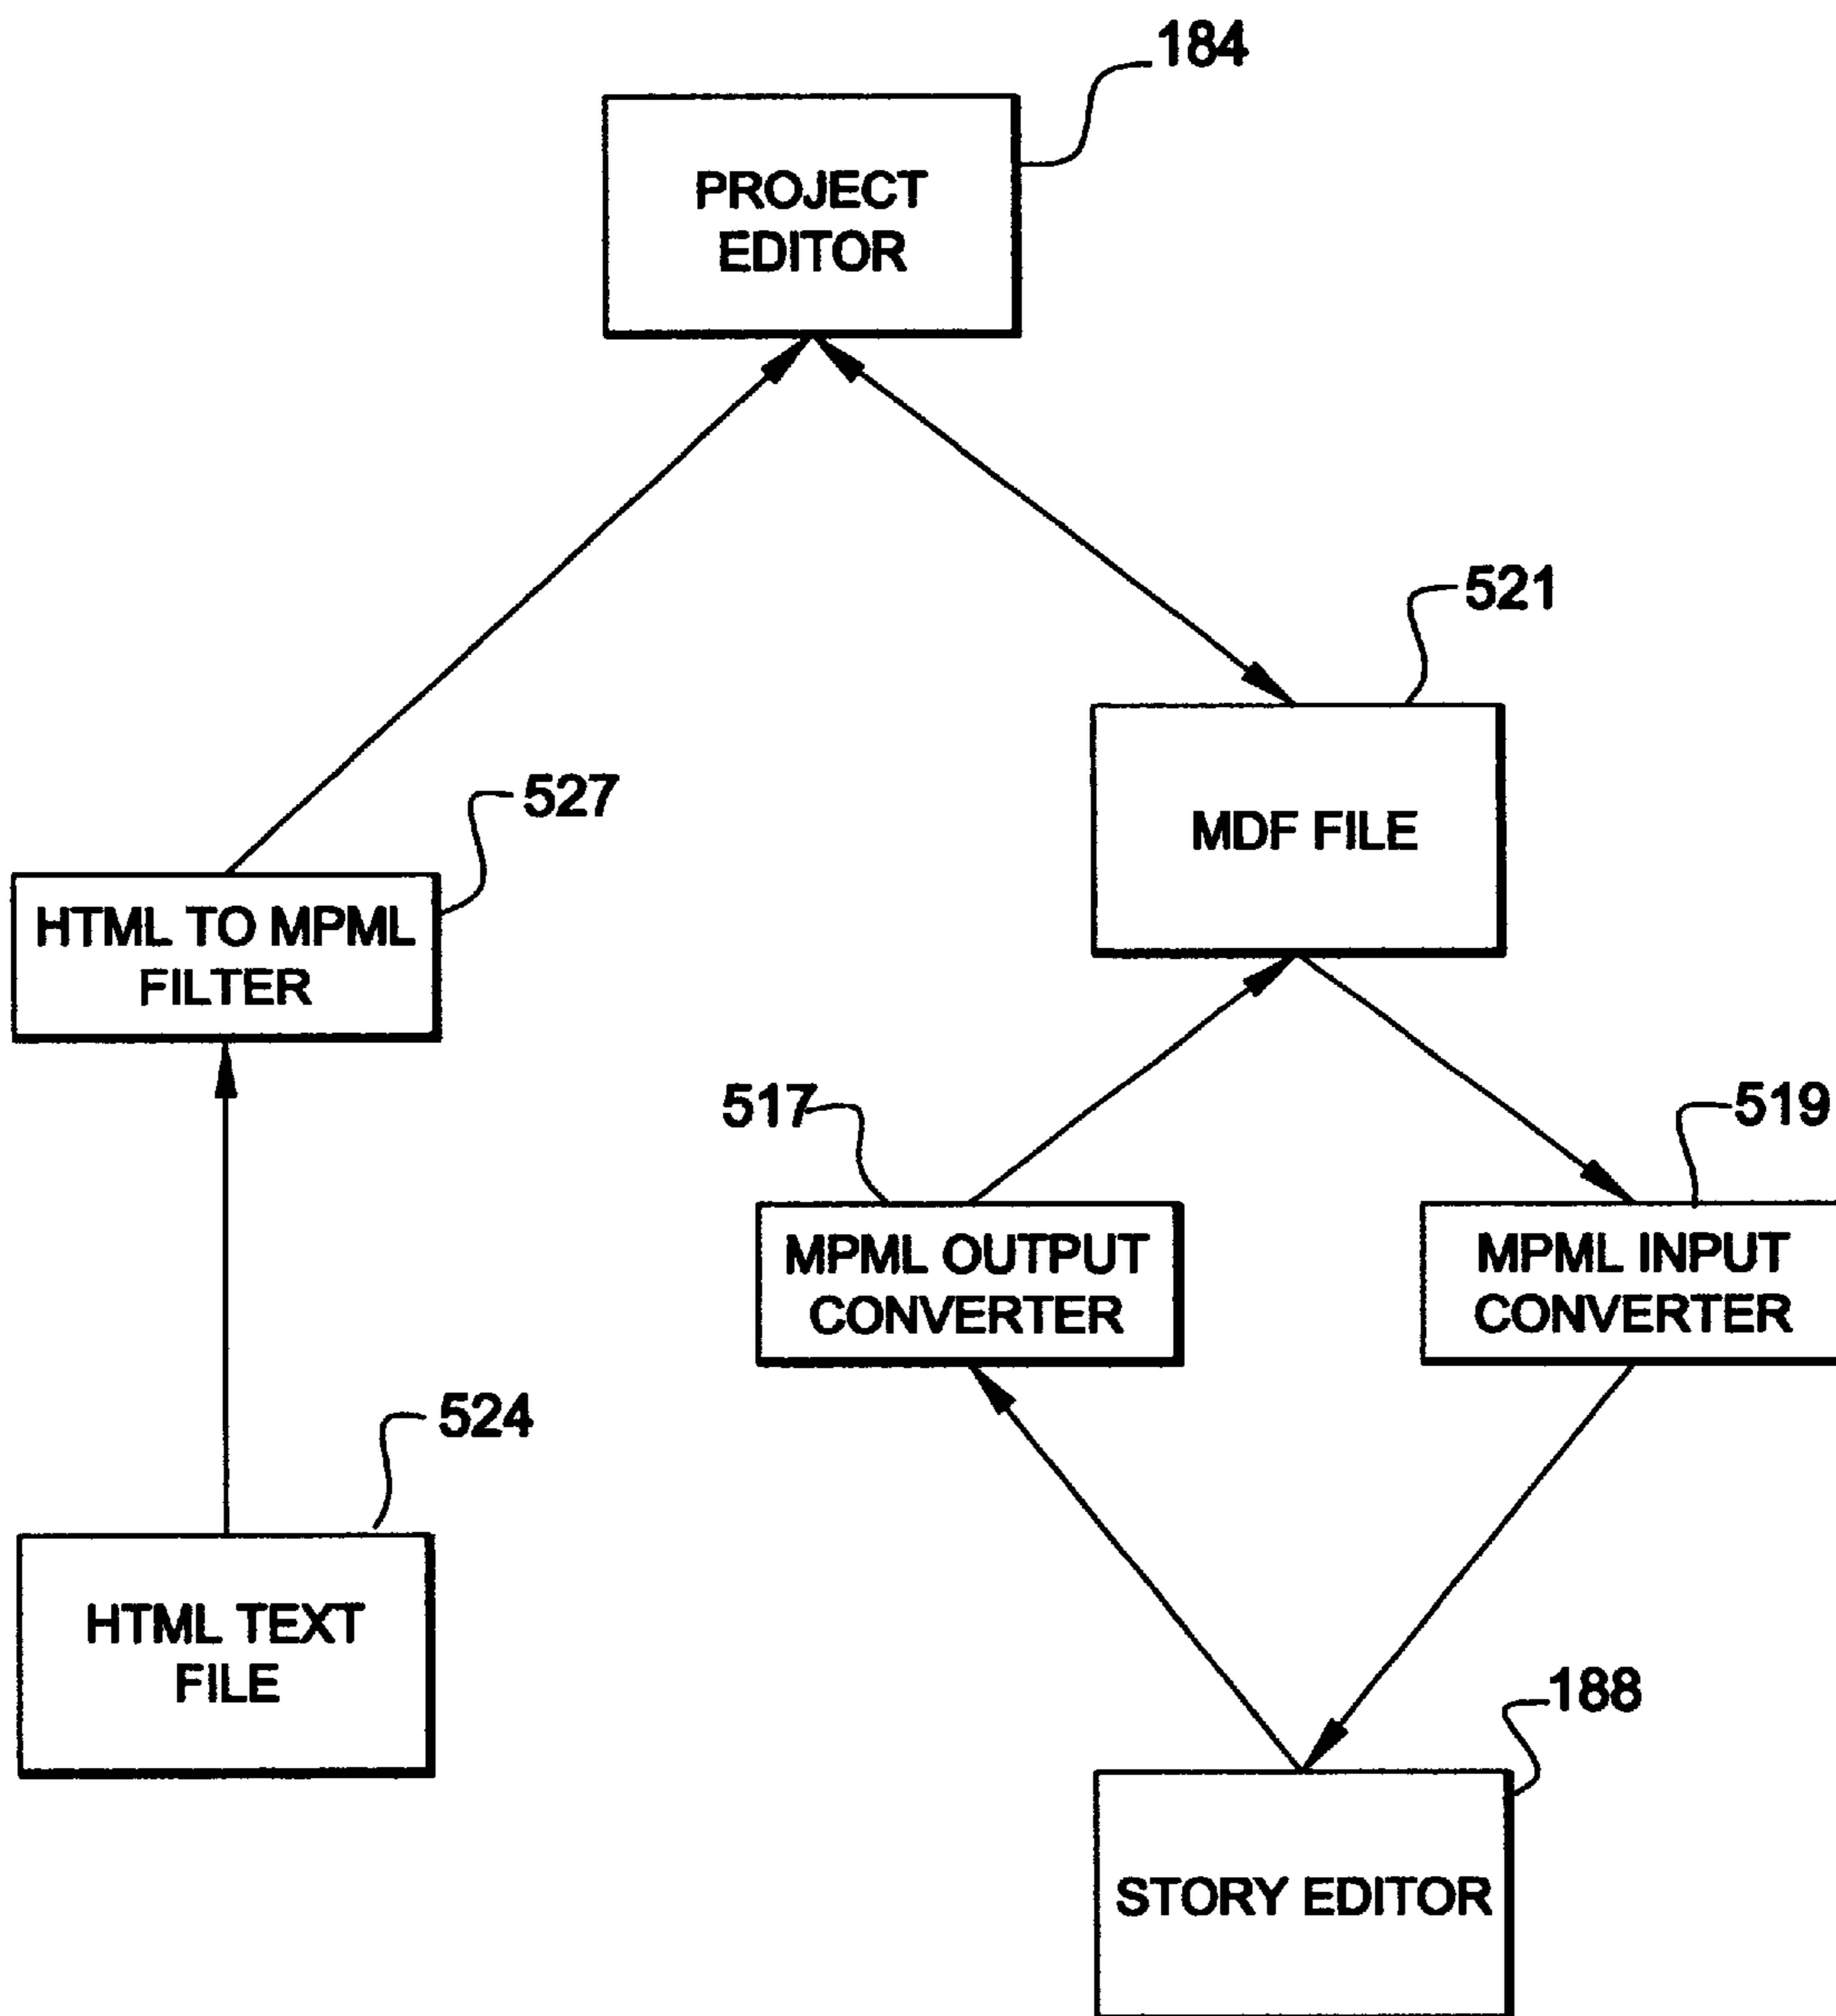 184
PROJECT
EDITOR
521
MDF FILE
527
HTML TO MPML
FILTER
517
519
MPML OUTPUT
CONVERTER
MPML INPUT
CONVERTER
524
HTML TEXT
FILE
188
STORY EDITOR